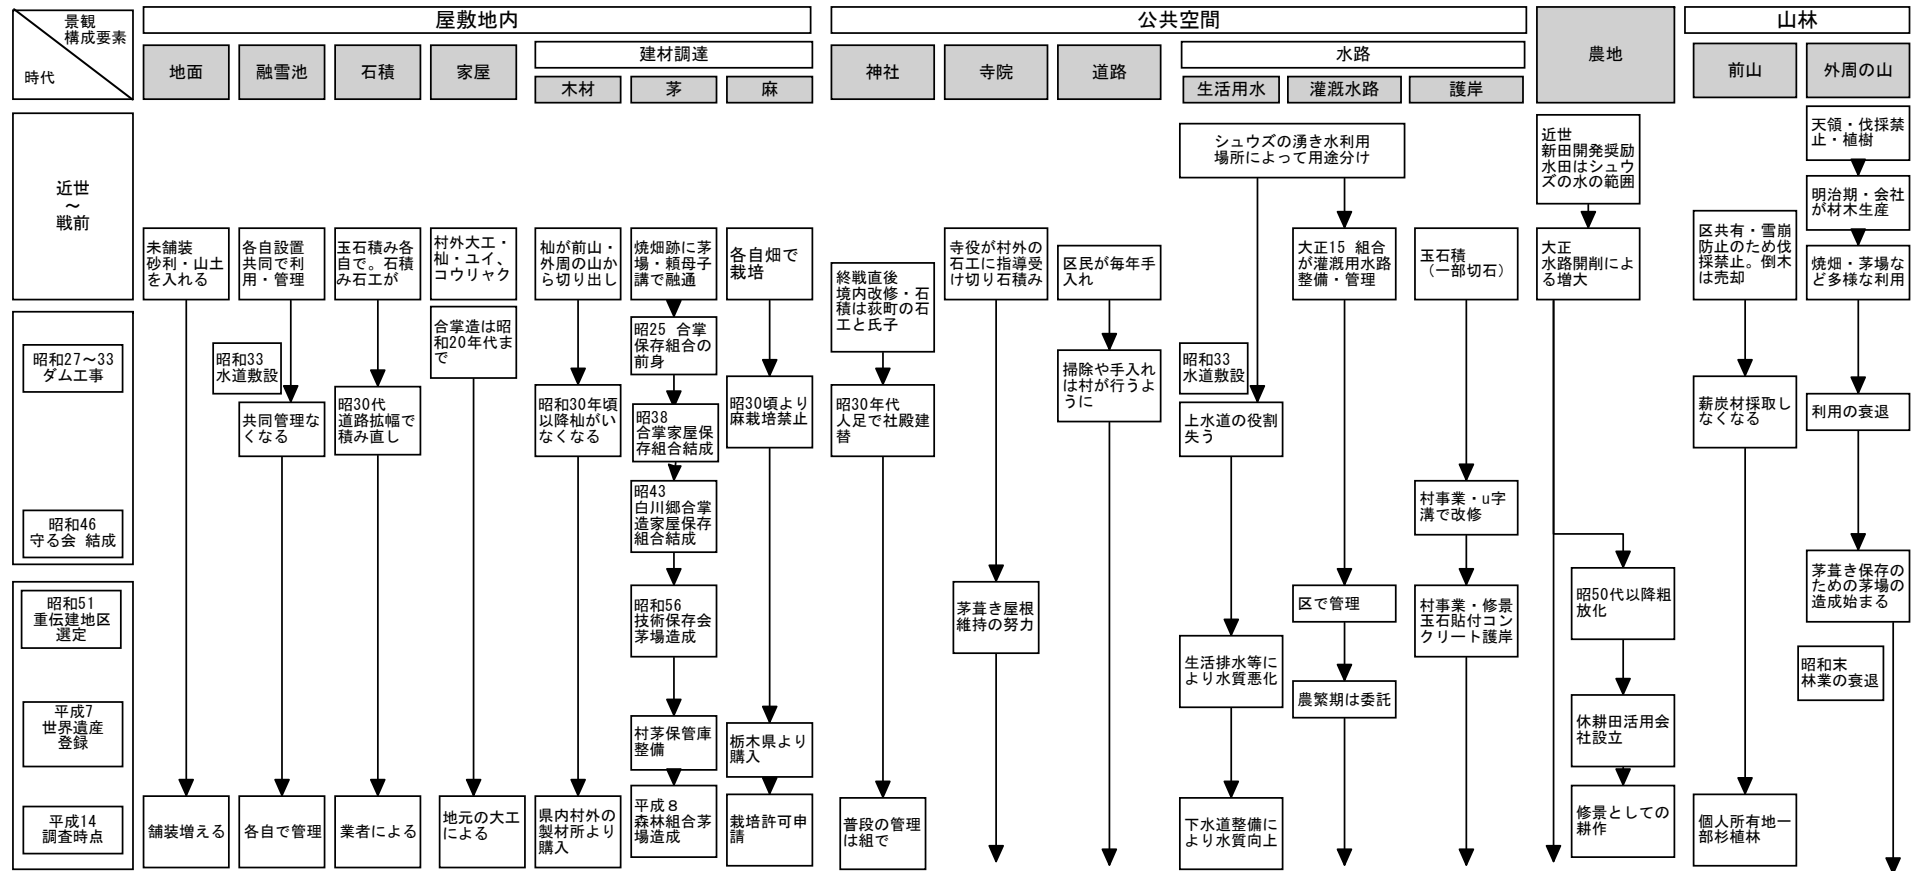 景観
構成要素
時代
屋敷地内
公共空間
山林
建材調達
水路
農地
地面
融雪池
石積
家屋
木材
茅
麻
神社
寺院
道路
生活用水
灌漑水路
護岸
前山
外周の山
近世
～
戦前
昭和27～33
ダム工事
昭和46
守る会 結成
昭和51
重伝建地区
選定
平成7
世界遺産
登録
平成14
調査時点
未舗装
砂利・山土
を入れる
舗装増える
各自設置
共同で利
用・管理
昭和33
水道敷設
共同管理な
くなる
各自で管理
玉石積み各
自で。石積
み石工が
昭30代
道路拡幅で
積み直し
業者による
村外大工・
杣・ユイ、
コウリャク
合掌造は昭
和20年代ま
で
地元の大工
による
杣が前山・
外周の山か
ら切り出し
昭和30年頃
以降杣がい
なくなる
県内村外の
製材所より
購入
焼畑跡に茅
場・頼母子
講で融通
昭25 合掌
保存組合の
前身
昭38
合掌家屋保
存組合結成
昭43
白川郷合掌
造家屋保存
組合結成
昭和56
技術保存会
茅場造成
村茅保管庫
整備
平成８
森林組合茅
場造成
各自畑で
栽培
昭30頃より
麻栽培禁止
栃木県より
購入
栽培許可申
請
終戦直後
境内改修・石
積は荻町の石
工と氏子
昭30年代
人足で社殿建
替
普段の管理
は組で
寺役が村外の
石工に指導受
け切り石積み
茅葺き屋根
維持の努力
区民が毎年手
入れ
掃除や手入れ
は村が行うよ
うに
シュウズの湧き水利用
場所によって用途分け
昭和33
水道敷設
上水道の役割
失う
生活排水等に
より水質悪化
下水道整備に
より水質向上
大正15 組合
が灌漑用水路
整備・管理
区で管理
農繁期は委託
玉石積
（一部切石）
村事業・u字
溝で改修
村事業・修景
玉石貼付コン
クリート護岸
近世
新田開発奨励
水田はシュウ
ズの水の範囲
大正
水路開削によ
る増大
昭50代以降粗
放化
休耕田活用会
社設立
修景としての
耕作
区共有・雪崩
防止のため伐
採禁止。倒木
は売却
薪炭材採取し
なくなる
個人所有地一
部杉植林
天領・伐採禁
止・植樹
明治期・会社
が材木生産
焼畑・茅場な
ど多様な利用
利用の衰退
茅葺き保存の
ための茅場の
造成始まる
昭和末
林業の衰退